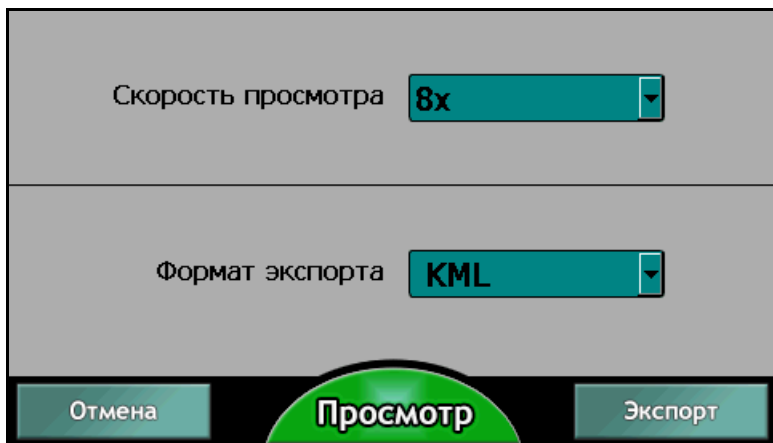 Скорость просмотра 8x
Формат экспорта KML
Отмена Просмотр Экспорт